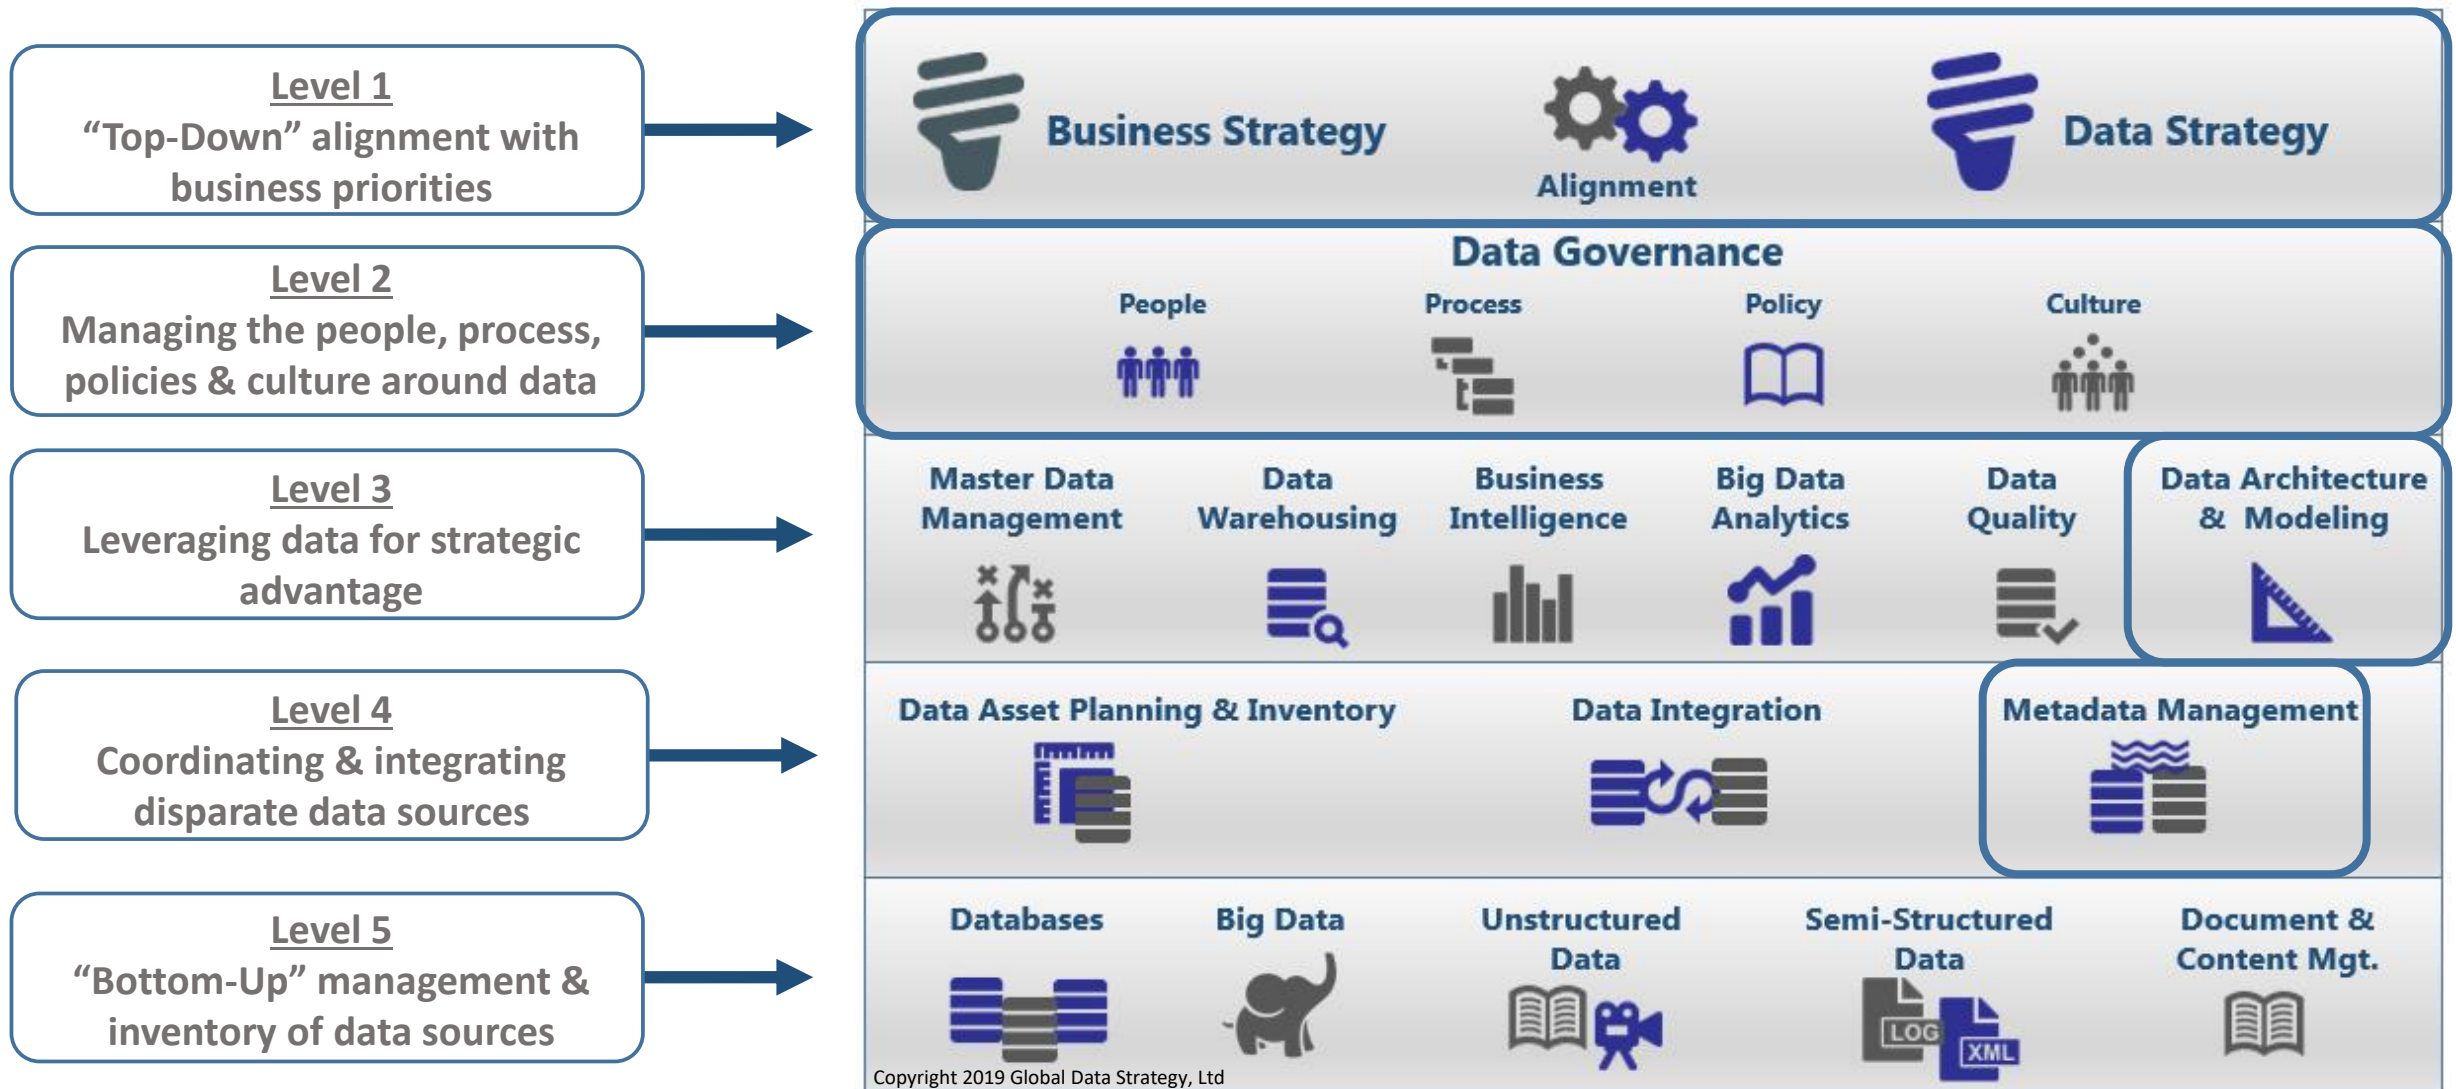 Level 1
“Top-Down” alignment with
business priorities
Business Strategy
Alignment
Data Strategy
Level 2
Managing the people, process,
policies & culture around data
Data Governance
People
Process
Policy
Culture
Level 3
Leveraging data for strategic
advantage
Master Data
Management
Data
Warehousing
Business
Intelligence
Big Data
Analytics
Data
Quality
Data Architecture
& Modeling
Level 4
Coordinating & integrating
disparate data sources
Data Asset Planning & Inventory
Data Integration
Metadata Management
Level 5
“Bottom-Up” management &
inventory of data sources
Databases
Big Data
Unstructured
Data
Semi-Structured
Data
LOG
XML
Document &
Content Mgt.
Copyright 2019 Global Data Strategy, Ltd